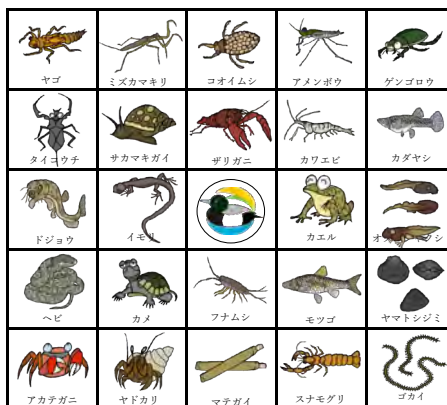 ヤゴ
ミズカマキリ
コオイムシ
アメンボウ
ゲンゴロウ
タイコウチ
サカマキガイ
ザリガニ
カワエビ
カダヤシ
ドジョウ
イモリ
カエル
ヘビ
カメ
フナムシ
モツゴ
ヤマトシジミ
アカテガニ
ヤドカリ
マテガイ
スナモグリ
ゴカイ